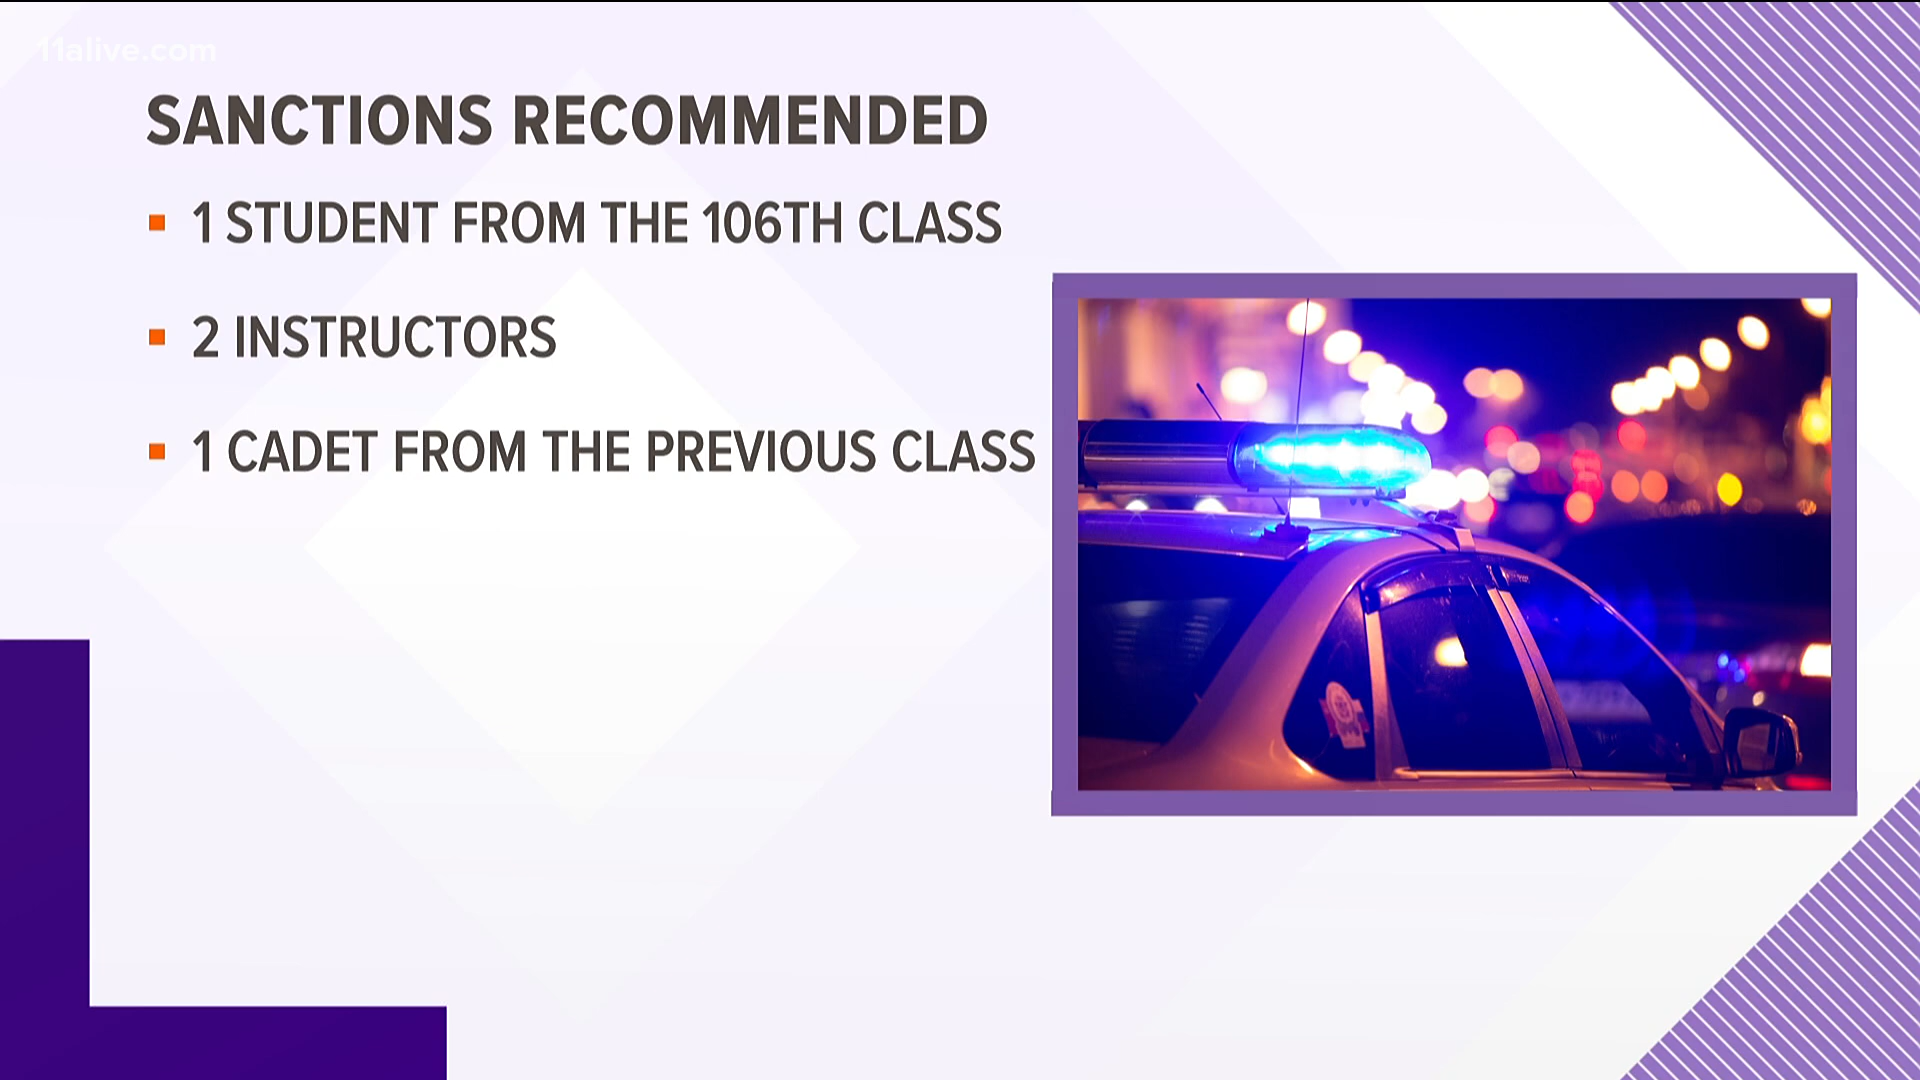 11alive.com
SANCTIONS RECOMMENDED
1 STUDENT FROM THE 106TH CLASS
2 INSTRUCTORS
1 CADET FROM THE PREVIOUS CLASS